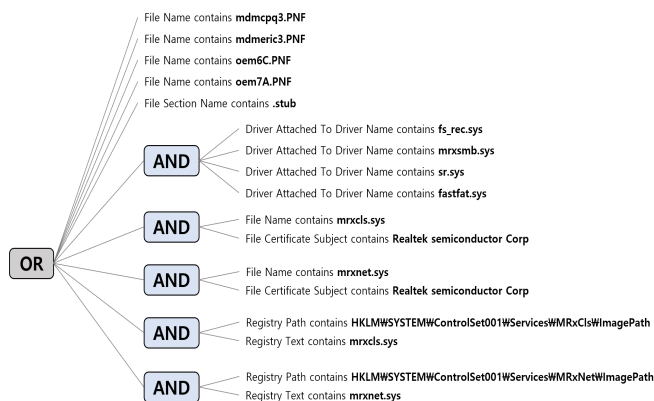 File Name contains mdmcpq3.PNF
File Name contains mdmeric3.PNF
File Name contains oem6C.PNF
File Name contains oem7A.PNF
File Section Name contains .stub
AND
Driver Attached To Driver Name contains fs_rec.sys
Driver Attached To Driver Name contains mrxsmb.sys
Driver Attached To Driver Name contains sr.sys
Driver Attached To Driver Name contains fastfat.sys
AND
File Name contains mrxcls.sys
File Certificate Subject contains Realtek semiconductor Corp
OR
AND
File Name contains mrxnet.sys
File Certificate Subject contains Realtek semiconductor Corp
AND
Registry Path contains HKLM₩SYSTEM₩ControlSet001₩Services₩MRxCls₩ImagePath
Registry Text contains mrxcls.sys
AND
Registry Path contains HKLM₩SYSTEM₩ControlSet001₩Services₩MRxNet₩ImagePath
Registry Text contains mrxnet.sys